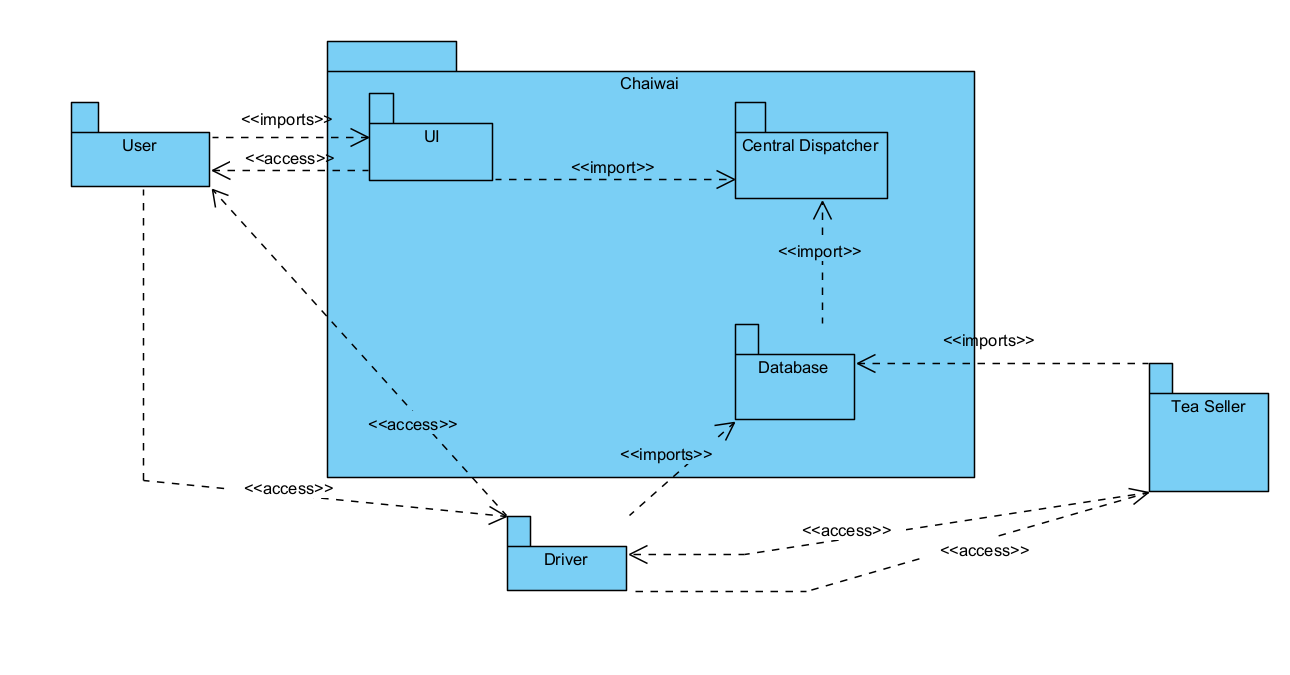 Chaiwai
<<imports>>
UI
User
Central Dispatcher
<<access>>
<<import>>
<<import>>
<<imports>>
Database
Tea Seller
<<access>>
<<imports>>
<<access>>
<<access>>
<<access>>
Driver